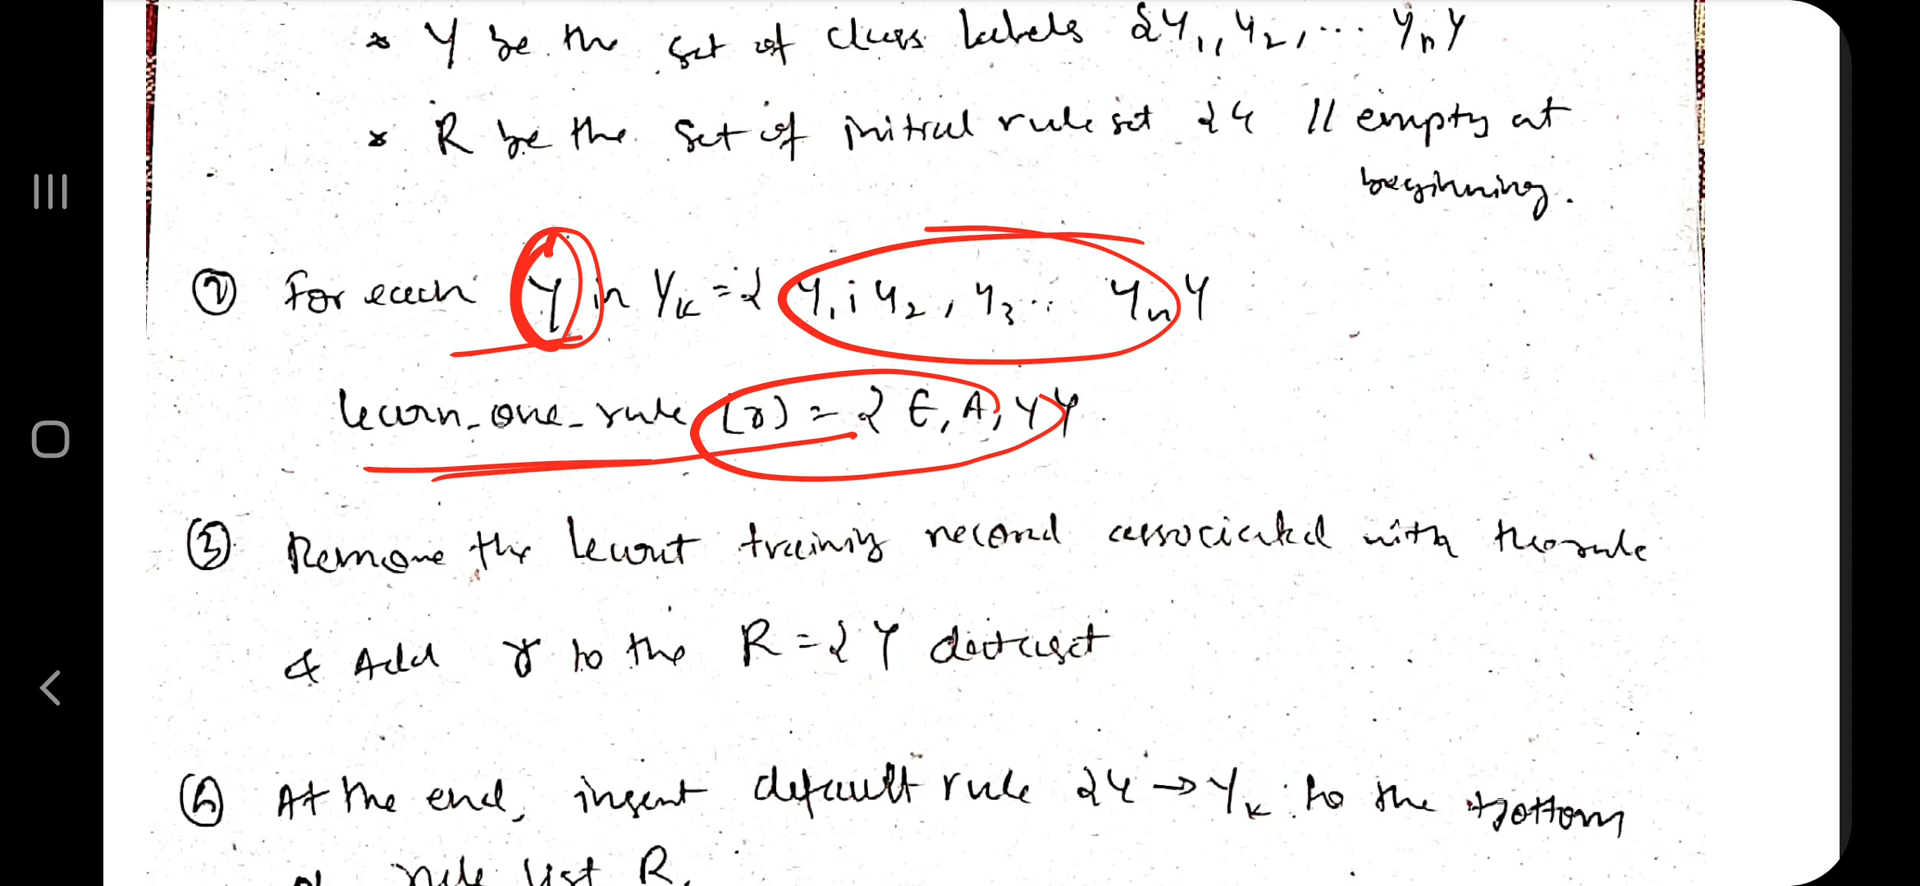 * Y be the set of class labels {Y1, Y2, ... Yn}
* R be the set of initial rule set { } // empty at
beginning.
② For each Y in YK = { Y1; Y2, Y3 ... Yn }
learn_one_rule (r) = { E, A, Y }
③ Remove the learnt training record associated with the rule
& Add r to the R = { } dataset
④ At the end, insert default rule { } → YK to the bottom
of rule list R.